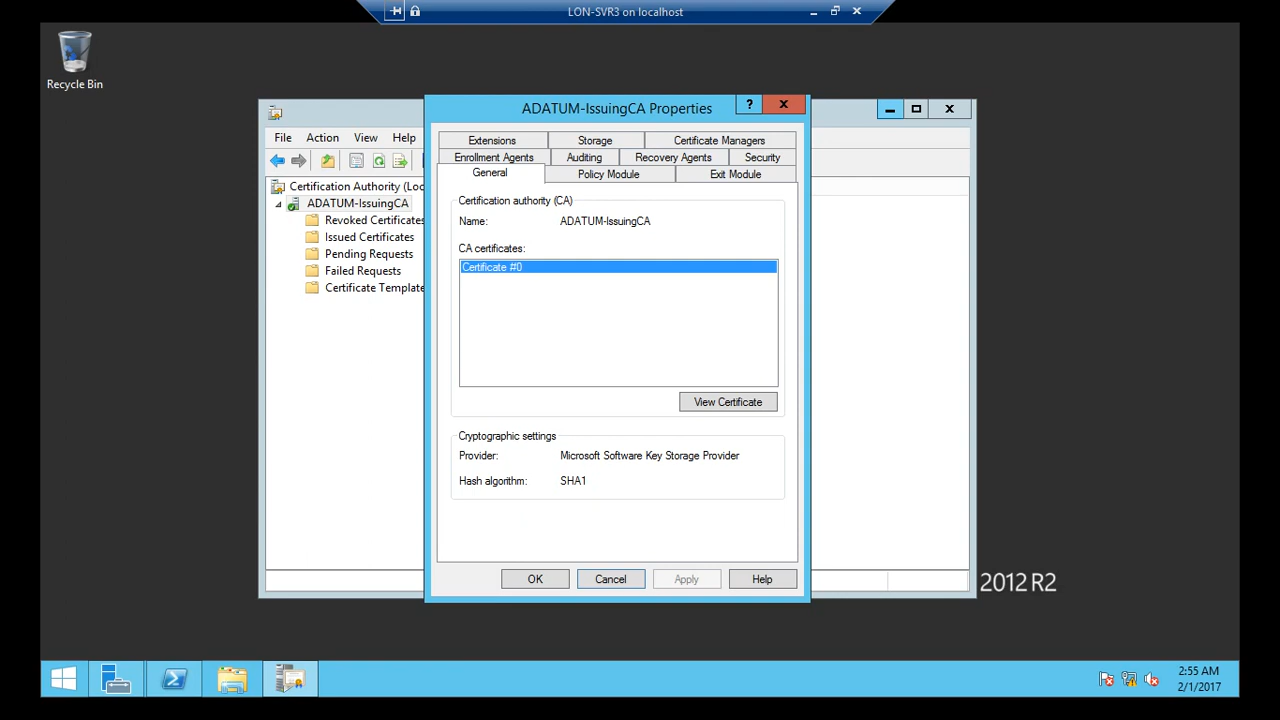 LON-SVR3 on localhost
Recycle Bin
ADATUM-IssuingCA Properties
?
File Action View Help
Extensions Storage Certificate Managers
Enrollment Agents Auditing Recovery Agents Security
General Policy Module Exit Module
Certification Authority (Loc
ADATUM-IssuingCA
Revoked Certificates
Issued Certificates
Pending Requests
Failed Requests
Certificate Template
Certification authority (CA)
Name: ADATUM-IssuingCA
CA certificates:
Certificate #0
View Certificate
Cryptographic settings
Provider: Microsoft Software Key Storage Provider
Hash algorithm: SHA1
OK Cancel Apply Help
2012 R2
2:55 AM
2/1/2017